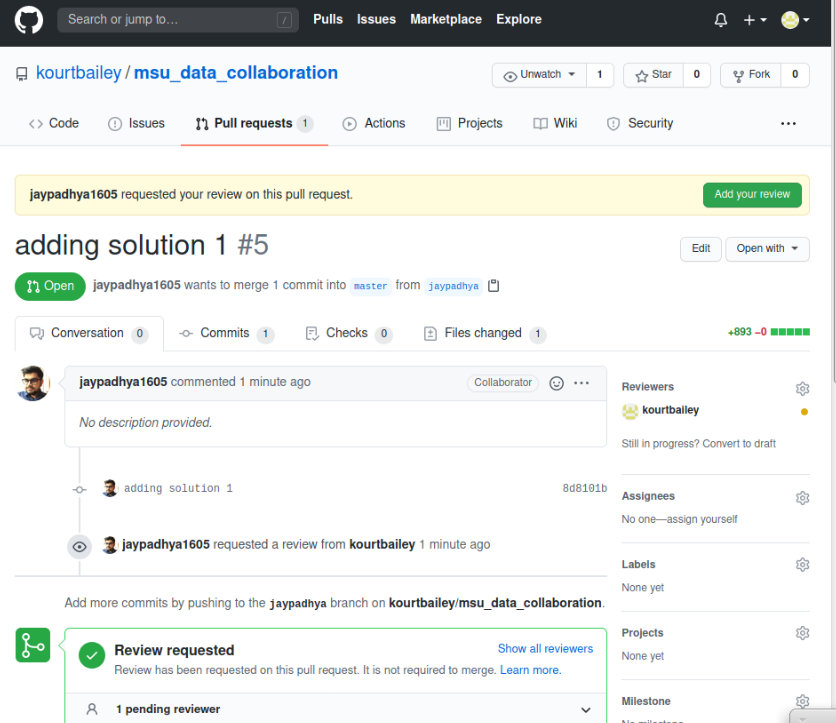 Search or jump to… / Pulls Issues Marketplace Explore
kourtbailey / msu_data_collaboration Unwatch 1 Star 0 Fork 0
Code Issues Pull requests 1 Actions Projects Wiki Security
jaypadhya1605 requested your review on this pull request. Add your review
adding solution 1 #5 Edit Open with
Open jaypadhya1605 wants to merge 1 commit into master from jaypadhya
Conversation 0 Commits 1 Checks 0 Files changed 1 +893 −0
jaypadhya1605 commented 1 minute ago Collaborator
No description provided.
adding solution 1 8d8101b
jaypadhya1605 requested a review from kourtbailey 1 minute ago
Add more commits by pushing to the jaypadhya branch on kourtbailey/msu_data_collaboration.
Review requested Show all reviewers
Review has been requested on this pull request. It is not required to merge. Learn more.
1 pending reviewer
Reviewers
kourtbailey
Still in progress? Convert to draft
Assignees
No one—assign yourself
Labels
None yet
Projects
None yet
Milestone
No milestone